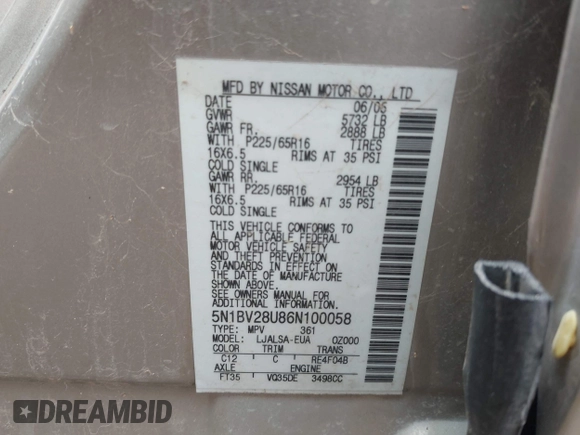 MFD BY NISSAN MOTOR CO., LTD
DATE 06/05
GVWR 5732 LB
GAWR FR. 2888 LB
WITH P225/65R16 TIRES
16X6.5 RIMS AT 35 PSI
COLD SINGLE
GAWR RR. 2954 LB
WITH P225/65R16 TIRES
16X6.5 RIMS AT 35 PSI
COLD SINGLE
THIS VEHICLE CONFORMS TO
ALL APPLICABLE FEDERAL
MOTOR VEHICLE SAFETY
AND THEFT PREVENTION
STANDARDS IN EFFECT ON
THE DATE OF MANUFACTURE
SHOWN ABOVE.
SEE OWNERS MANUAL FOR
ADDITIONAL INFORMATION.
5N1BV28U86N100058
TYPE: MPV 361
MODEL: LJALSA-EUA 0Z000
COLOR TRIM TRANS
C12 C RE4F04B
AXLE ENGINE
FT35 VQ35DE 3498CC
DREAMBID